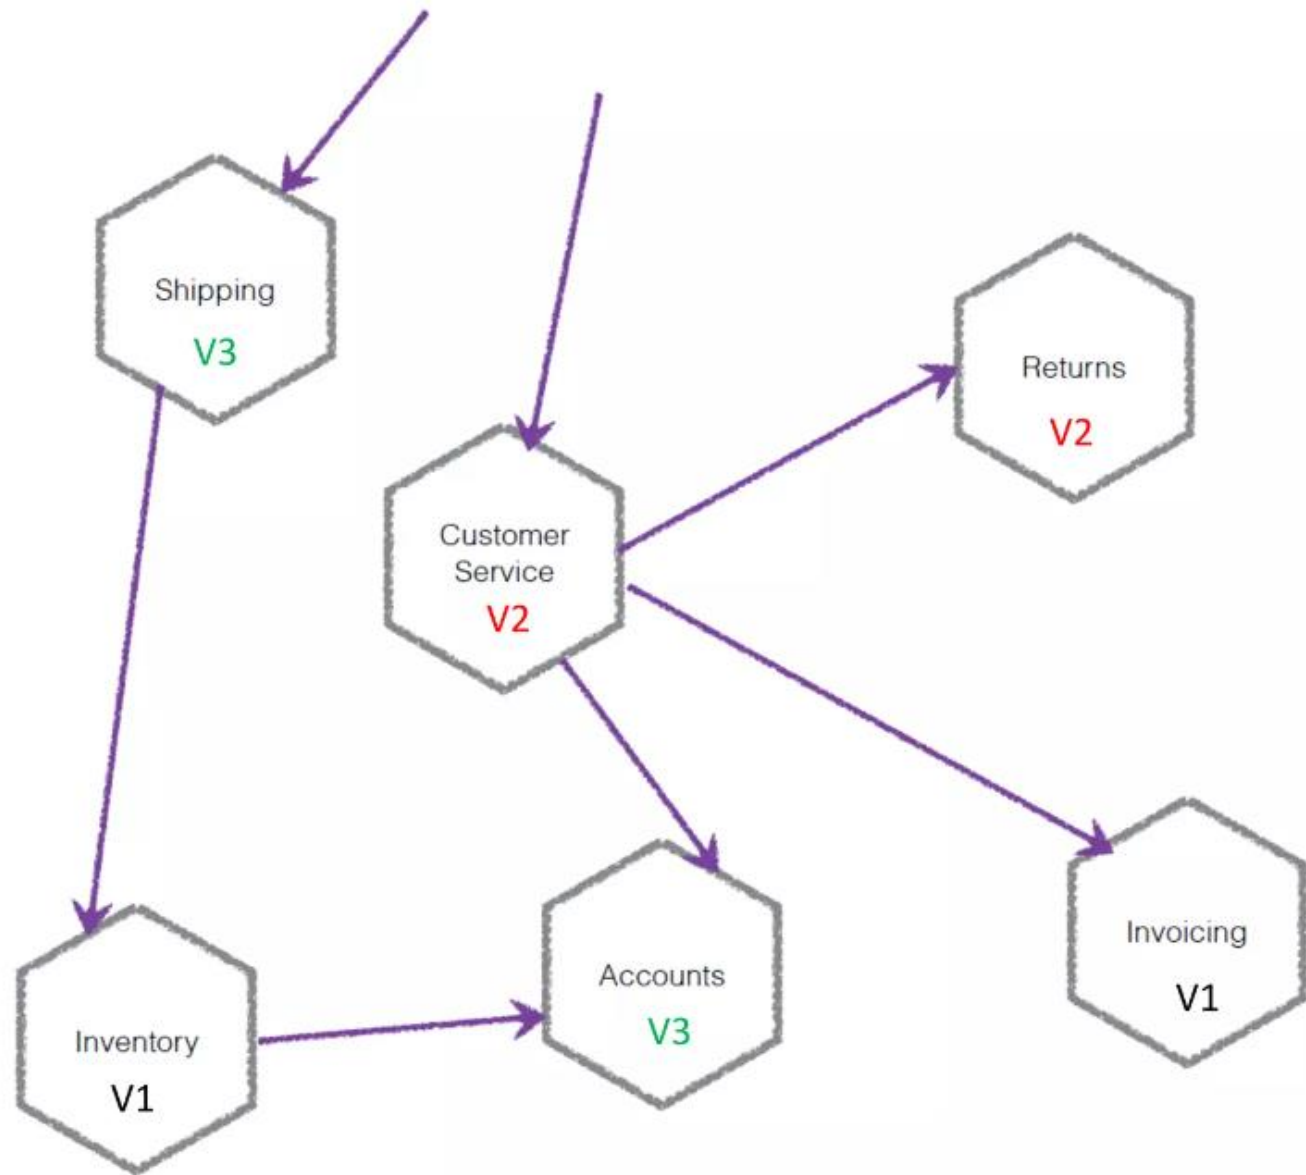 Shipping
V3
Returns
V2
Customer
Service
V2
Invoicing
V1
Accounts
V3
Inventory
V1